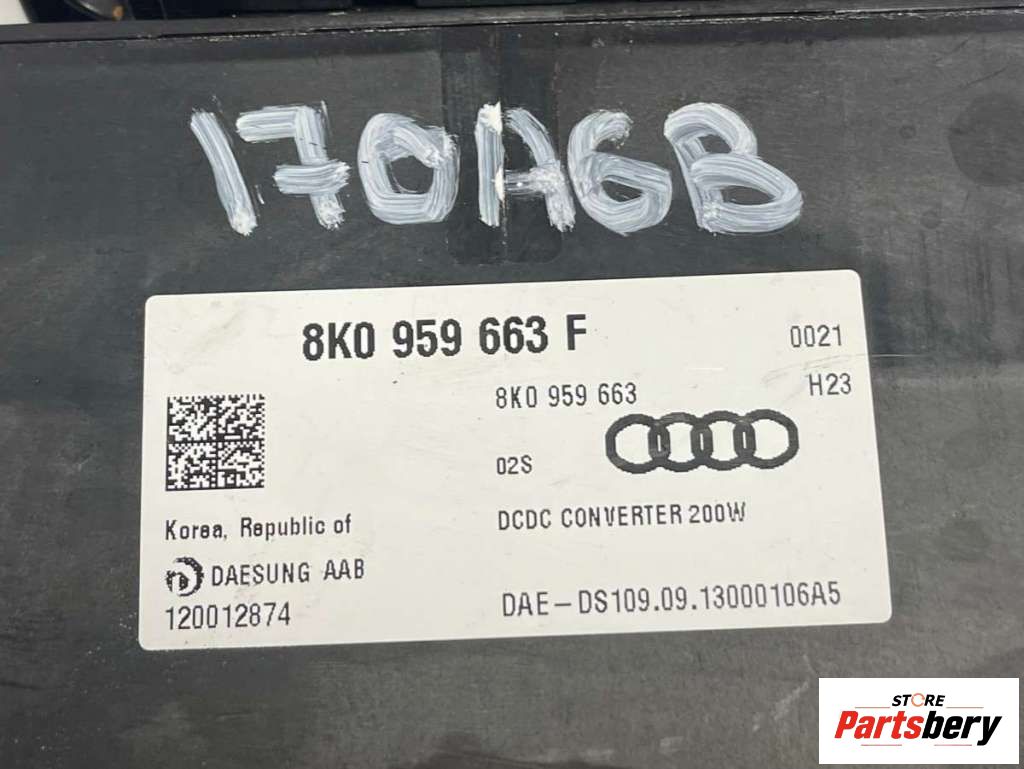 170A6B
8K0 959 663 F
0021
8K0 959 663
H23
02S
DCDC CONVERTER 200W
Korea, Republic of
DAESUNG AAB
120012874
DAE-DS109.09.13000106A5
STORE
Partsbery